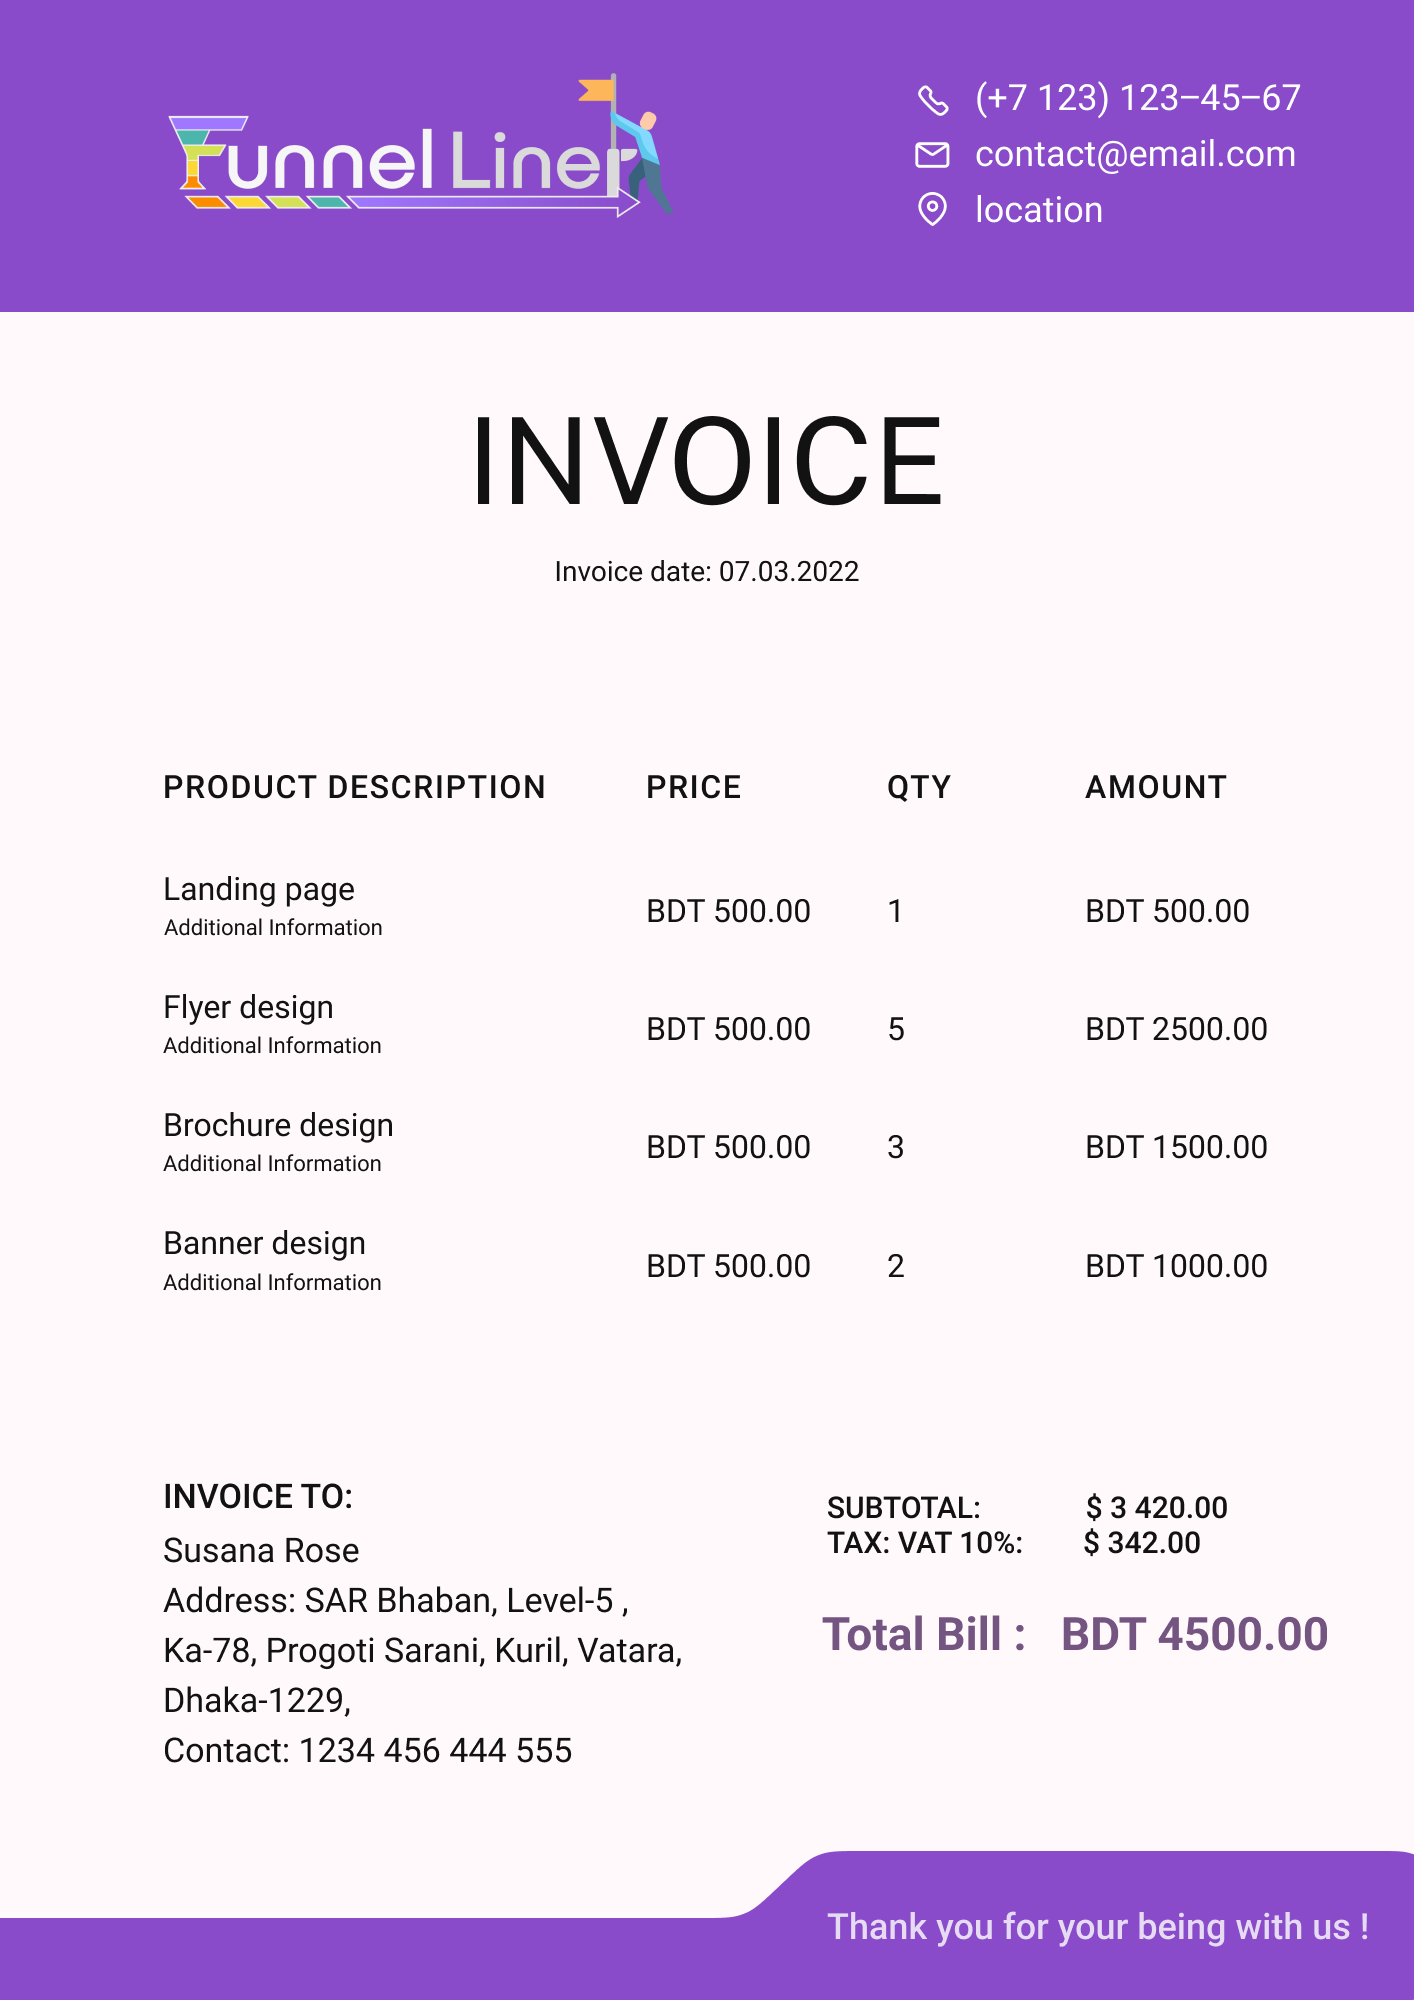 Funnel Liner
(+7 123) 123–45–67
contact@email.com
location
INVOICE
Invoice date: 07.03.2022
PRODUCT DESCRIPTION PRICE QTY AMOUNT
Landing page
Additional Information
BDT 500.00 1 BDT 500.00
Flyer design
Additional Information
BDT 500.00 5 BDT 2500.00
Brochure design
Additional Information
BDT 500.00 3 BDT 1500.00
Banner design
Additional Information
BDT 500.00 2 BDT 1000.00
INVOICE TO:
Susana Rose
Address: SAR Bhaban, Level-5 ,
Ka-78, Progoti Sarani, Kuril, Vatara,
Dhaka-1229,
Contact: 1234 456 444 555
SUBTOTAL: $ 3 420.00
TAX: VAT 10%: $ 342.00
Total Bill : BDT 4500.00
Thank you for your being with us !